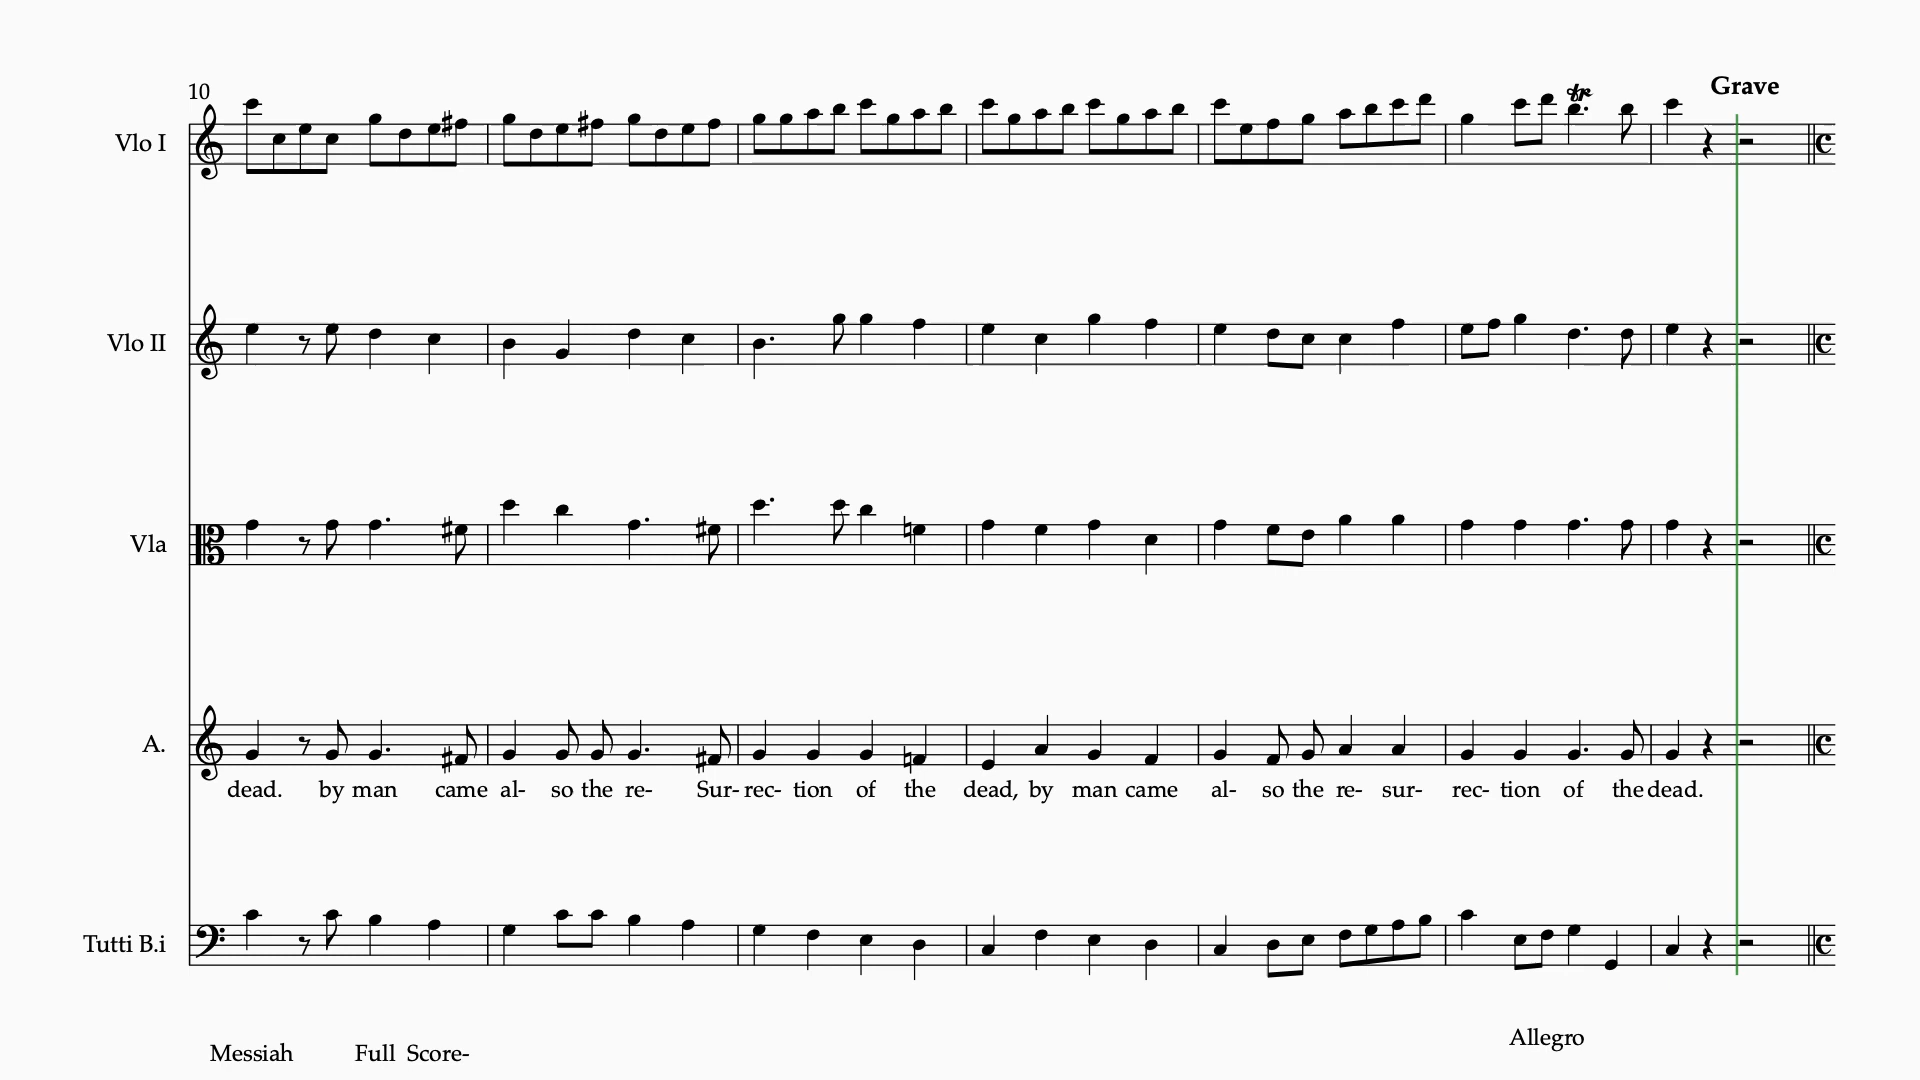 10
Grave
Vlo I
tr
Vlo II
Vla
A.
dead. by man came al- so the re- Sur- rec- tion of the dead, by man came al- so the re- sur- rec- tion of the dead.
Tutti B.i
Allegro
Messiah Full Score-